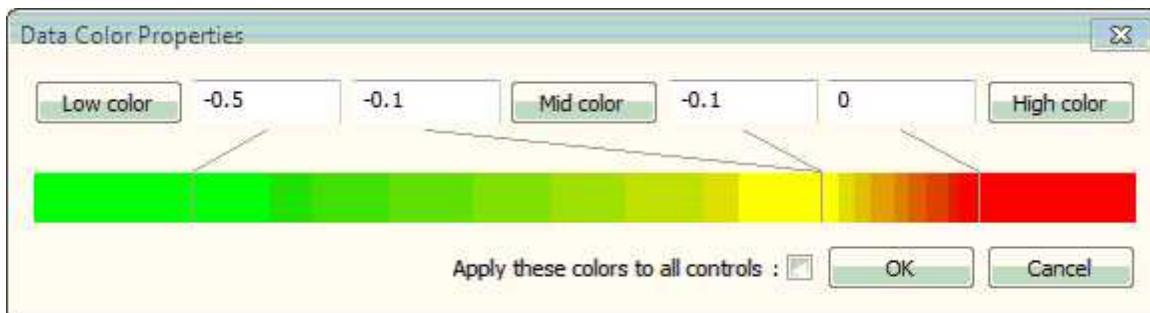 Data Color Properties
Low color -0.5 -0.1 Mid color -0.1 0 High color
Apply these colors to all controls : OK Cancel